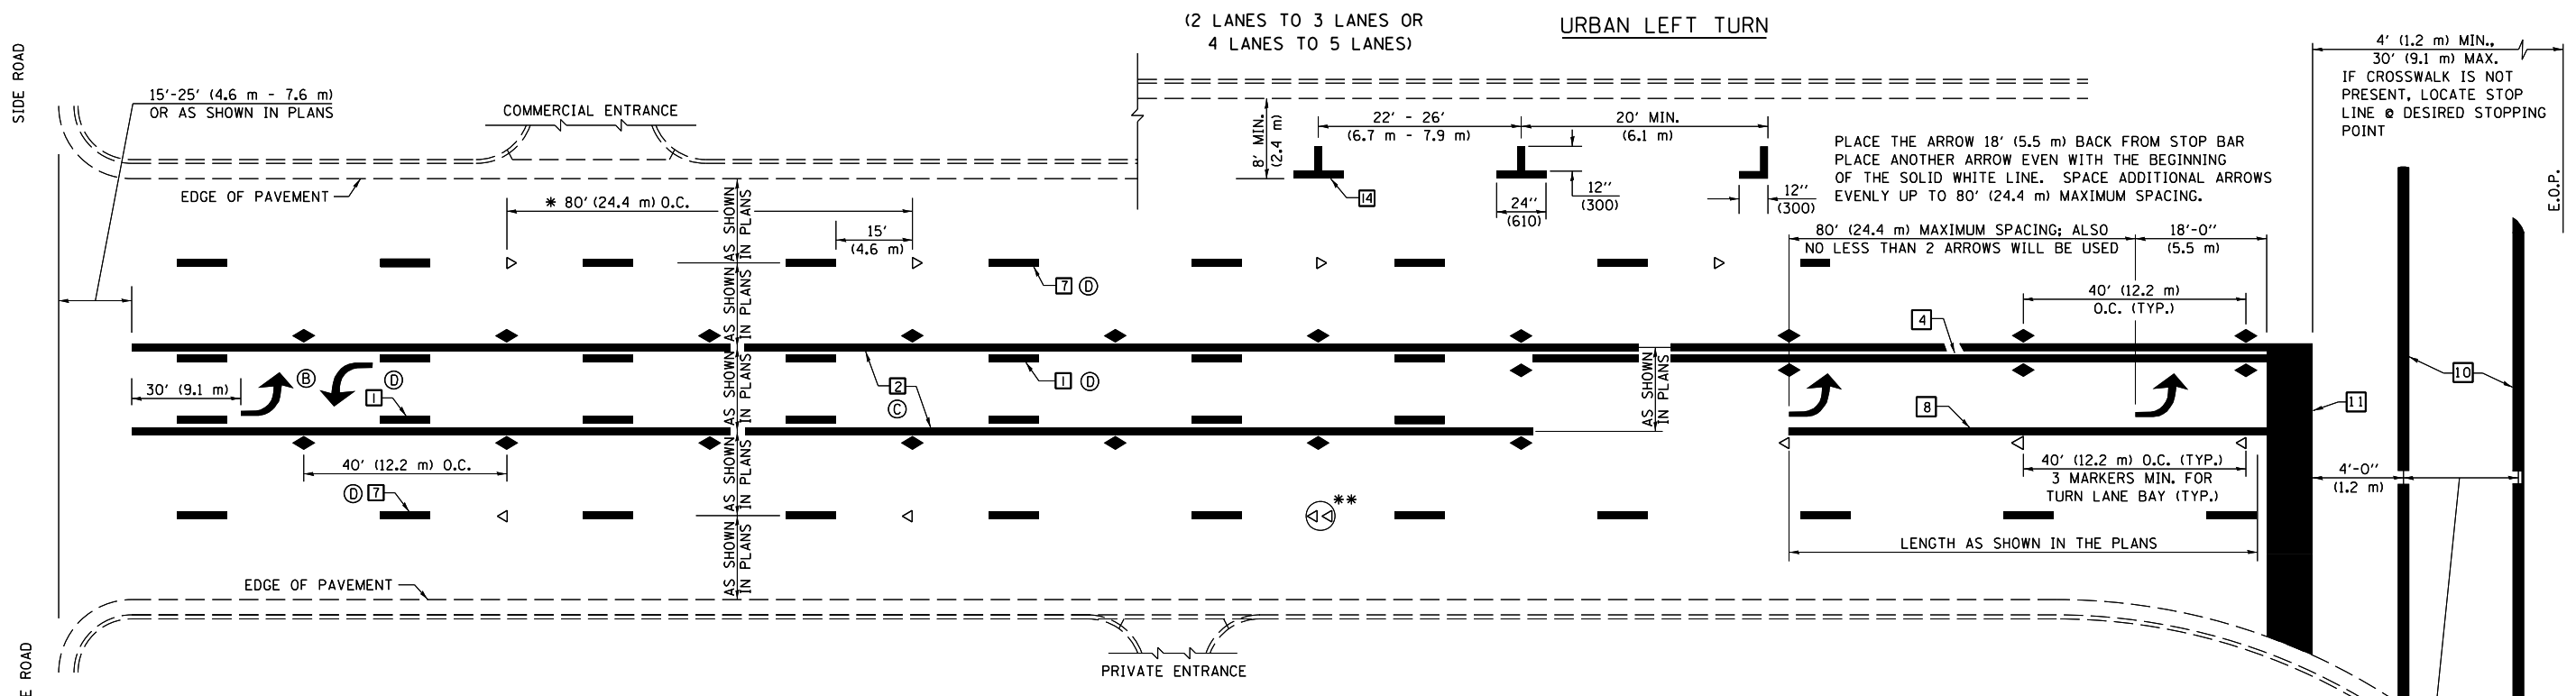 (2 LANES TO 3 LANES OR
4 LANES TO 5 LANES)
URBAN LEFT TURN
SIDE ROAD
15'-25' (4.6 m - 7.6 m)
OR AS SHOWN IN PLANS
COMMERCIAL ENTRANCE
EDGE OF PAVEMENT
8' MIN.
(2.4 m)
22' - 26'
(6.7 m - 7.9 m)
20' MIN.
(6.1 m)
14
24''
(610)
12''
(300)
12''
(300)
4' (1.2 m) MIN.,
30' (9.1 m) MAX.
IF CROSSWALK IS NOT
PRESENT, LOCATE STOP
LINE @ DESIRED STOPPING
POINT
E.O.P.
PLACE THE ARROW 18' (5.5 m) BACK FROM STOP BAR
PLACE ANOTHER ARROW EVEN WITH THE BEGINNING
OF THE SOLID WHITE LINE. SPACE ADDITIONAL ARROWS
EVENLY UP TO 80' (24.4 m) MAXIMUM SPACING.
* 80' (24.4 m) O.C.
15'
(4.6 m)
80' (24.4 m) MAXIMUM SPACING; ALSO
NO LESS THAN 2 ARROWS WILL BE USED
18'-0"
(5.5 m)
AS SHOWN
IN PLANS
AS SHOWN
IN PLANS
AS SHOWN
IN PLANS
AS SHOWN
IN PLANS
AS SHOWN
IN PLANS
7 D
40' (12.2 m)
O.C. (TYP.)
4
30' (9.1 m)
B
D
1
2
C
1 D
AS SHOWN
IN PLANS
8
11
10
40' (12.2 m) O.C.
D 7
**
40' (12.2 m) O.C. (TYP.)
3 MARKERS MIN. FOR
TURN LANE BAY (TYP.)
4'-0"
(1.2 m)
LENGTH AS SHOWN IN THE PLANS
EDGE OF PAVEMENT
PRIVATE ENTRANCE
E ROAD